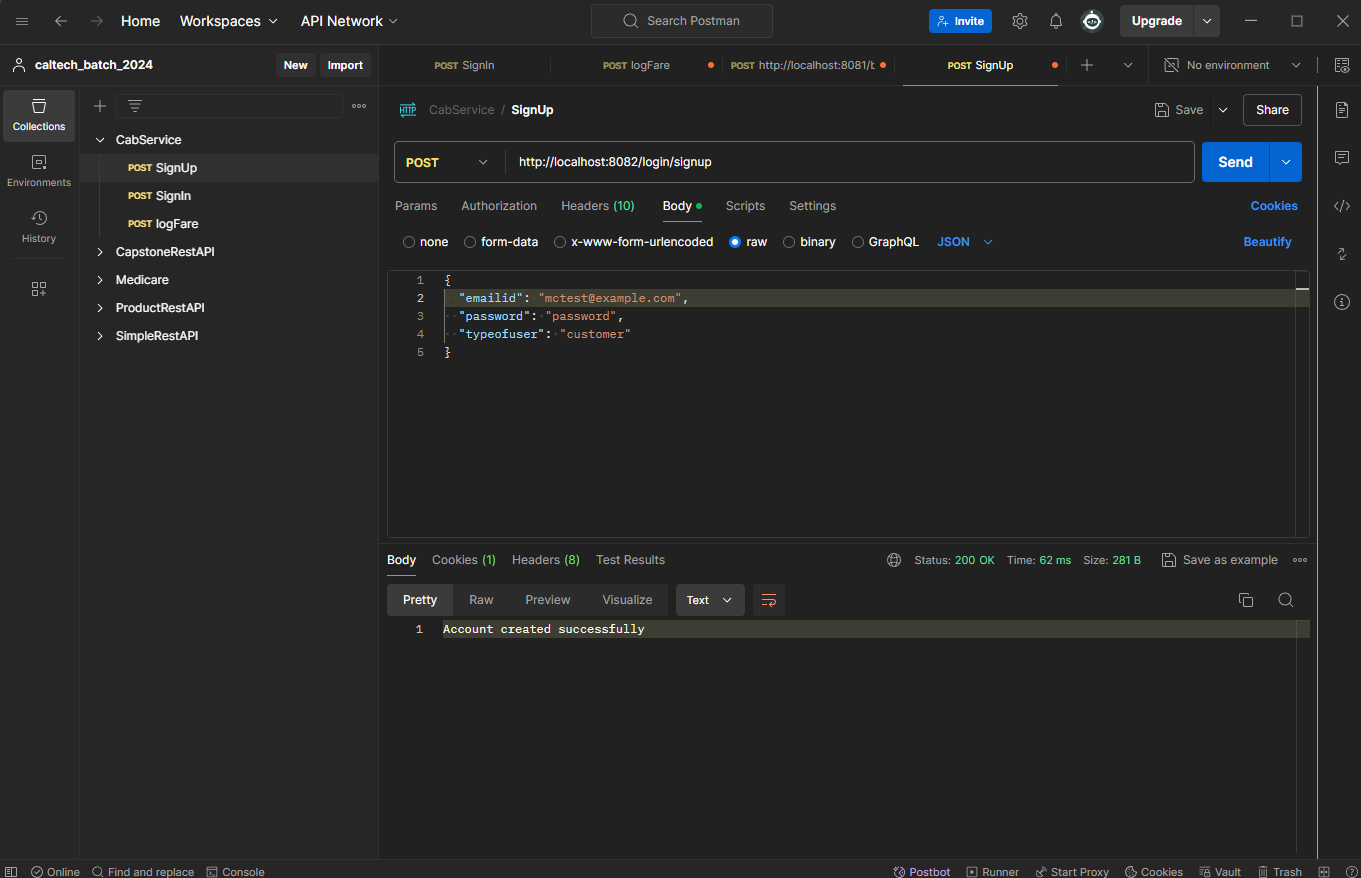 Home Workspaces API Network Search Postman Invite Upgrade
caltech_batch_2024 New Import POST SignIn POST logFare POST http://localhost:8081/t POST SignUp No environment
Collections
Environments
History
CabService
POST SignUp
POST SignIn
POST logFare
CapstoneRestAPI
Medicare
ProductRestAPI
SimpleRestAPI
HTTP CabService / SignUp Save Share
POST http://localhost:8082/login/signup Send
Params Authorization Headers (10) Body Scripts Settings Cookies
none form-data x-www-form-urlencoded raw binary GraphQL JSON Beautify
1 {
2 "emailid": "mctest@example.com",
3 "password": "password",
4 "typeofuser": "customer"
5 }
Body Cookies (1) Headers (8) Test Results Status: 200 OK Time: 62 ms Size: 281 B Save as example
Pretty Raw Preview Visualize Text
1 Account created successfully
Online Find and replace Console Postbot Runner Start Proxy Cookies Vault Trash